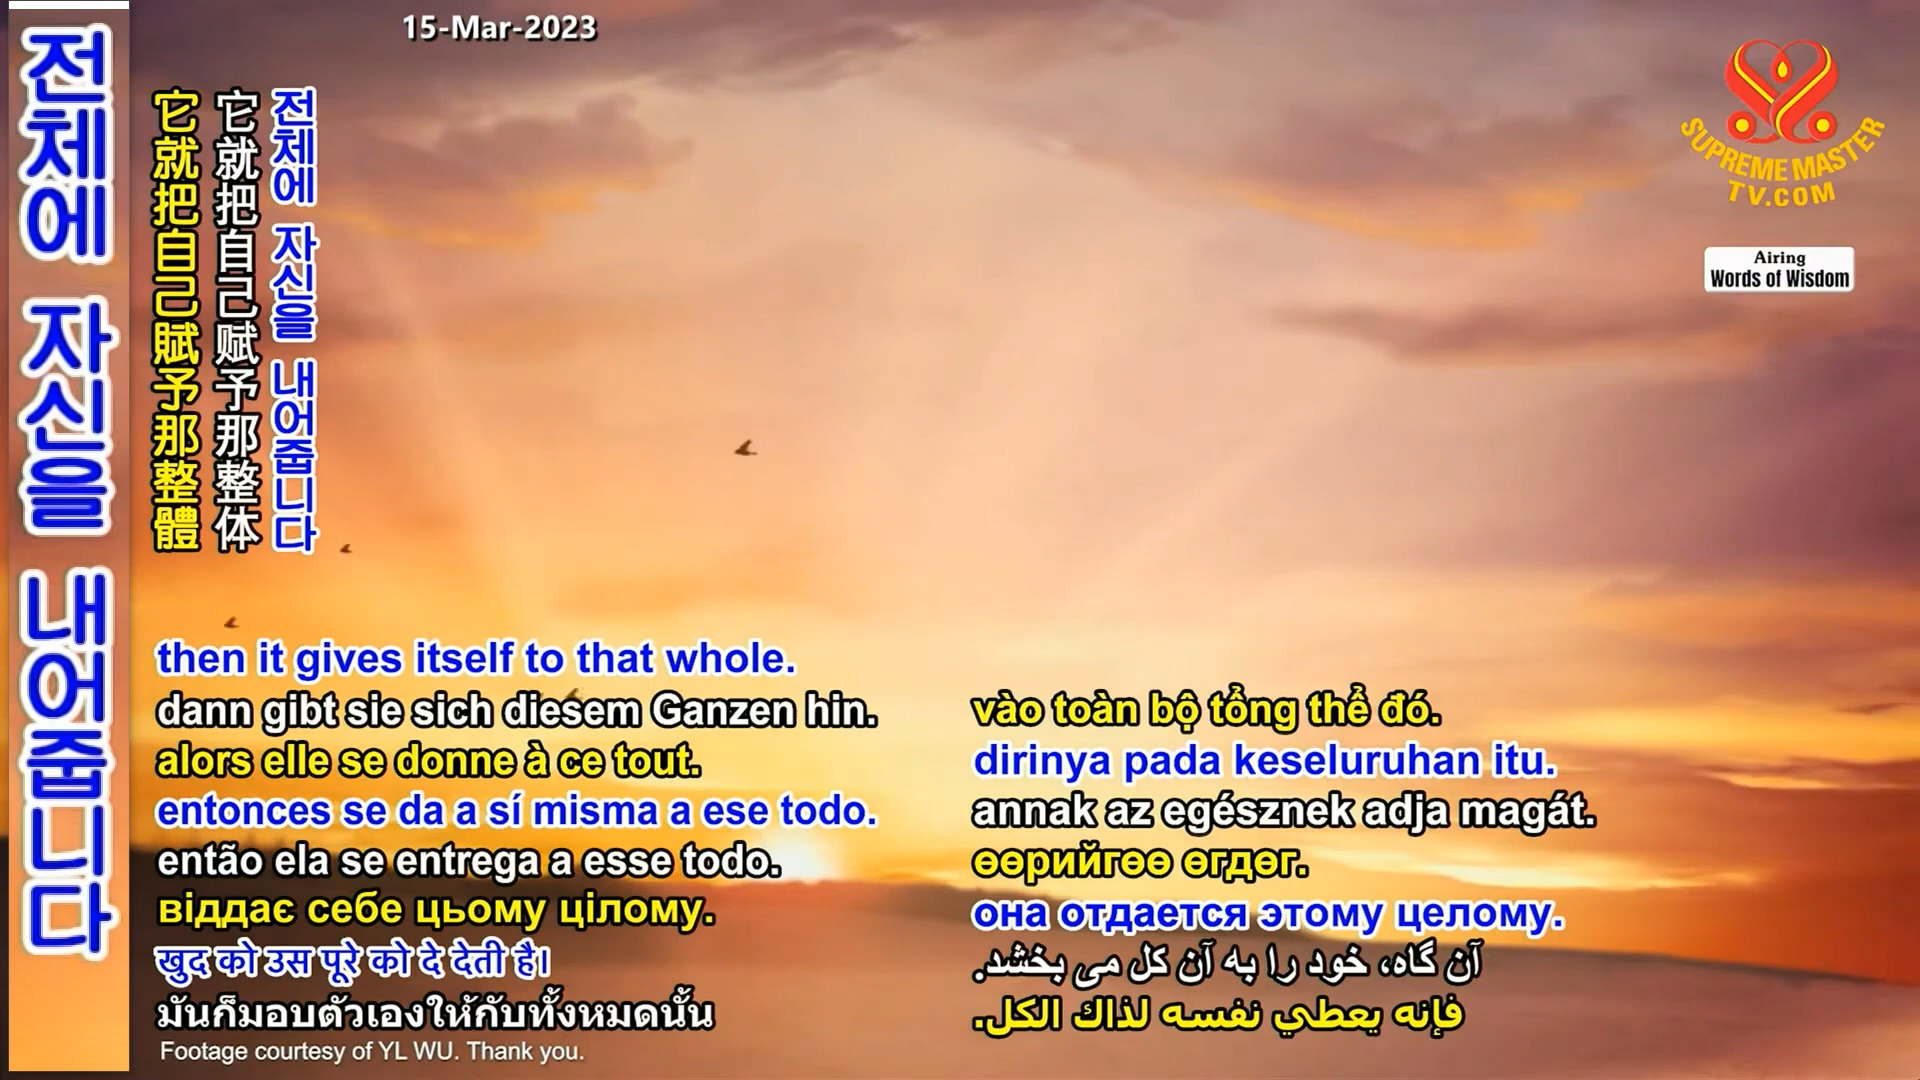 15-Mar-2023
전체에 자신을 내어줍니다
它就把自己賦予那整體
它就把自己赋予那整体
전체에 자신을 내어줍니다
SUPREME MASTER
TV.COM
Airing
Words of Wisdom
then it gives itself to that whole.
dann gibt sie sich diesem Ganzen hin.
alors elle se donne à ce tout.
entonces se da a sí misma a ese todo.
então ela se entrega a esse todo.
віддає себе цьому цілому.
खुद को उस पूरे को दे देती है।
มันก็มอบตัวเองให้กับทั้งหมดนั้น
Footage courtesy of YL WU. Thank you.
vào toàn bộ tổng thể đó.
dirinya pada keseluruhan itu.
annak az egésznek adja magát.
өөрийгөө өгдөг.
она отдается этому целому.
آن گاه، خود را به آن کل می بخشد.
فإنه يعطي نفسه لذاك الكل.